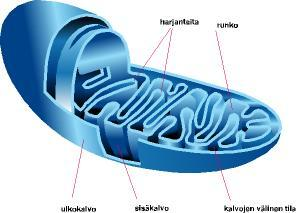 harjanteita
runko
ulkokalvo
sisäkalvo
kalvojen välinen tila